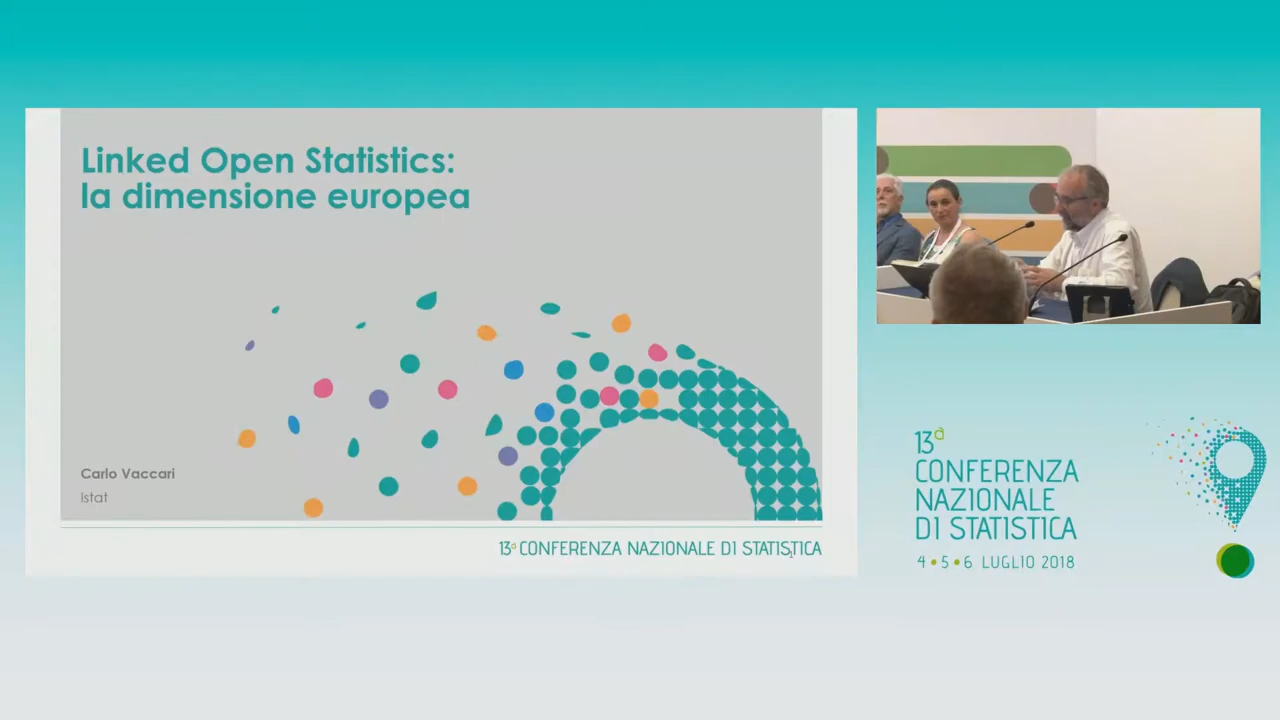 Linked Open Statistics:
la dimensione europea
Carlo Vaccari
Istat
13ª CONFERENZA NAZIONALE DI STATISTICA
13ª
CONFERENZA
NAZIONALE
DI STATISTICA
4 • 5 • 6 LUGLIO 2018